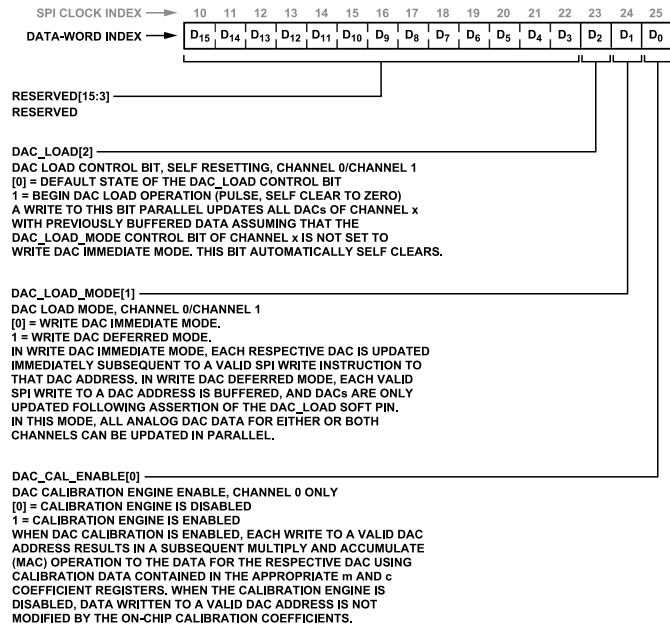 SPI CLOCK INDEX 10 11 12 13 14 15 16 17 18 19 20 21 22 23 24 25
DATA-WORD INDEX D15 D14 D13 D12 D11 D10 D9 D8 D7 D6 D5 D4 D3 D2 D1 D0
RESERVED[15:3]
RESERVED
DAC_LOAD[2]
DAC LOAD CONTROL BIT, SELF RESETTING, CHANNEL 0/CHANNEL 1
[0] = DEFAULT STATE OF THE DAC_LOAD CONTROL BIT
1 = BEGIN DAC LOAD OPERATION (PULSE, SELF CLEAR TO ZERO)
A WRITE TO THIS BIT PARALLEL UPDATES ALL DACs OF CHANNEL x
WITH PREVIOUSLY BUFFERED DATA ASSUMING THAT THE
DAC_LOAD_MODE CONTROL BIT OF CHANNEL x IS NOT SET TO
WRITE DAC IMMEDIATE MODE. THIS BIT AUTOMATICALLY SELF CLEARS.
DAC_LOAD_MODE[1]
DAC LOAD MODE, CHANNEL 0/CHANNEL 1
[0] = WRITE DAC IMMEDIATE MODE.
1 = WRITE DAC DEFERRED MODE.
IN WRITE DAC IMMEDIATE MODE, EACH RESPECTIVE DAC IS UPDATED
IMMEDIATELY SUBSEQUENT TO A VALID SPI WRITE INSTRUCTION TO
THAT DAC ADDRESS. IN WRITE DAC DEFERRED MODE, EACH VALID
SPI WRITE TO A DAC ADDRESS IS BUFFERED, AND DACs ARE ONLY
UPDATED FOLLOWING ASSERTION OF THE DAC_LOAD SOFT PIN.
IN THIS MODE, ALL ANALOG DAC DATA FOR EITHER OR BOTH
CHANNELS CAN BE UPDATED IN PARALLEL.
DAC_CAL_ENABLE[0]
DAC CALIBRATION ENGINE ENABLE, CHANNEL 0 ONLY
[0] = CALIBRATION ENGINE IS DISABLED
1 = CALIBRATION ENGINE IS ENABLED
WHEN DAC CALIBRATION IS ENABLED, EACH WRITE TO A VALID DAC
ADDRESS RESULTS IN A SUBSEQUENT MULTIPLY AND ACCUMULATE
(MAC) OPERATION TO THE DATA FOR THE RESPECTIVE DAC USING
CALIBRATION DATA CONTAINED IN THE APPROPRIATE m AND c
COEFFICIENT REGISTERS. WHEN THE CALIBRATION ENGINE IS
DISABLED, DATA WRITTEN TO A VALID DAC ADDRESS IS NOT
MODIFIED BY THE ON-CHIP CALIBRATION COEFFICIENTS.